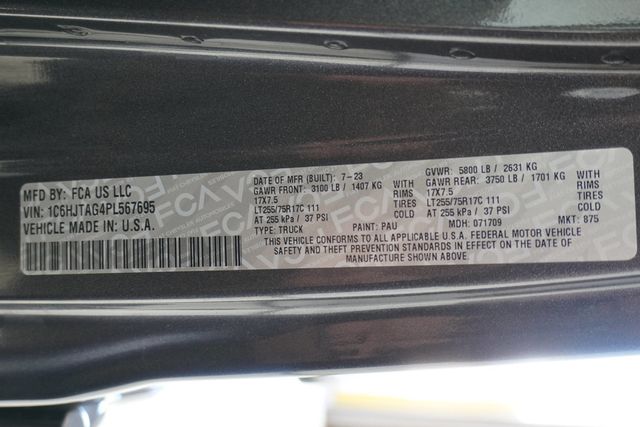 MFD BY: FCA US LLC
VIN: 1C6HJTAG4PL567695
VEHICLE MADE IN: U.S.A.
DATE OF MFR (BUILT): 7-23 GVWR: 5800 LB / 2631 KG
GAWR FRONT: 3100 LB / 1407 KG WITH GAWR REAR: 3750 LB / 1701 KG WITH
17X7.5 RIMS 17X7.5 RIMS
LT255/75R17C 111 TIRES LT255/75R17C 111 TIRES
AT 255 kPa / 37 PSI COLD AT 255 kPa / 37 PSI COLD
TYPE: TRUCK PAINT: PAU MDH: 071709 MKT: 875
THIS VEHICLE CONFORMS TO ALL APPLICABLE U.S.A. FEDERAL MOTOR VEHICLE
SAFETY AND THEFT PREVENTION STANDARDS IN EFFECT ON THE DATE OF
MANUFACTURE SHOWN ABOVE